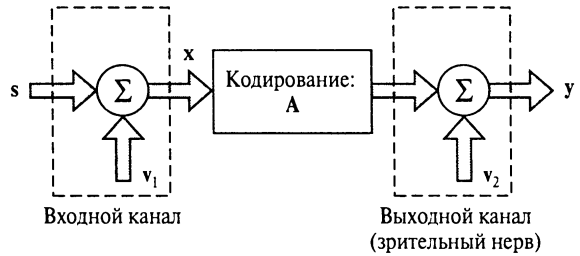 s
Σ
x
v₁
Кодирование:
A
Σ
y
v₂
Входной канал
Выходной канал
(зрительный нерв)